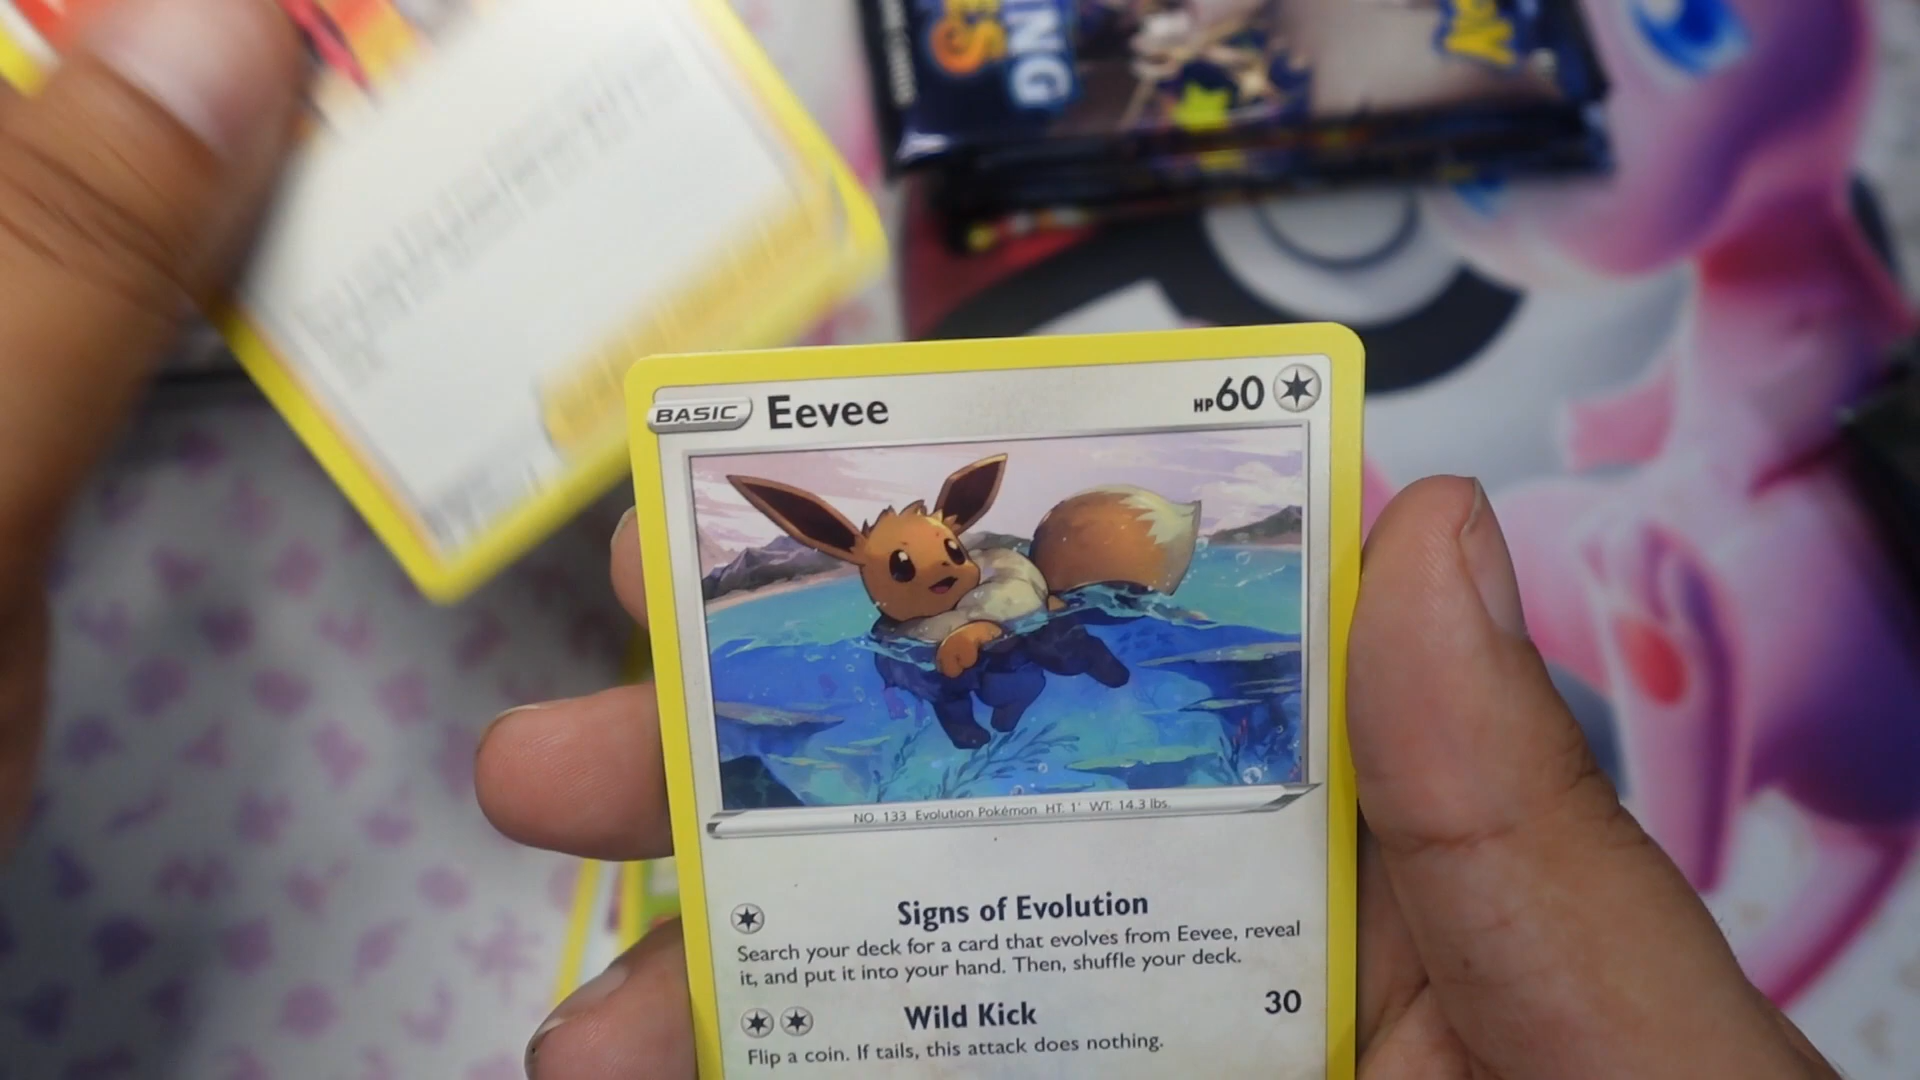 ING
ES
BASIC Eevee HP60
NO. 133 Evolution Pokémon HT: 1' WT: 14.3 lbs.
Signs of Evolution
Search your deck for a card that evolves from Eevee, reveal
it, and put it into your hand. Then, shuffle your deck.
Wild Kick 30
Flip a coin. If tails, this attack does nothing.